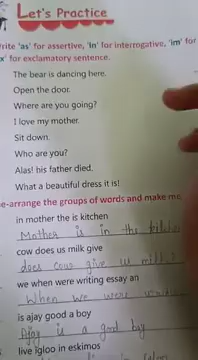 Let's Practice
rite 'as' for assertive, 'in' for interrogative, 'im' for
x' for exclamatory sentence.
The bear is dancing here.
Open the door.
Where are you going?
I love my mother.
Sit down.
Who are you?
Alas! his father died.
What a beautiful dress it is!
e-arrange the groups of words and make me
in mother the is kitchen
Mother is in the kitchen
cow does us milk give
does cow give us milk?
we when were writing essay an
When we were
is ajay good a boy
Ajay is a good boy
live igloo in eskimos